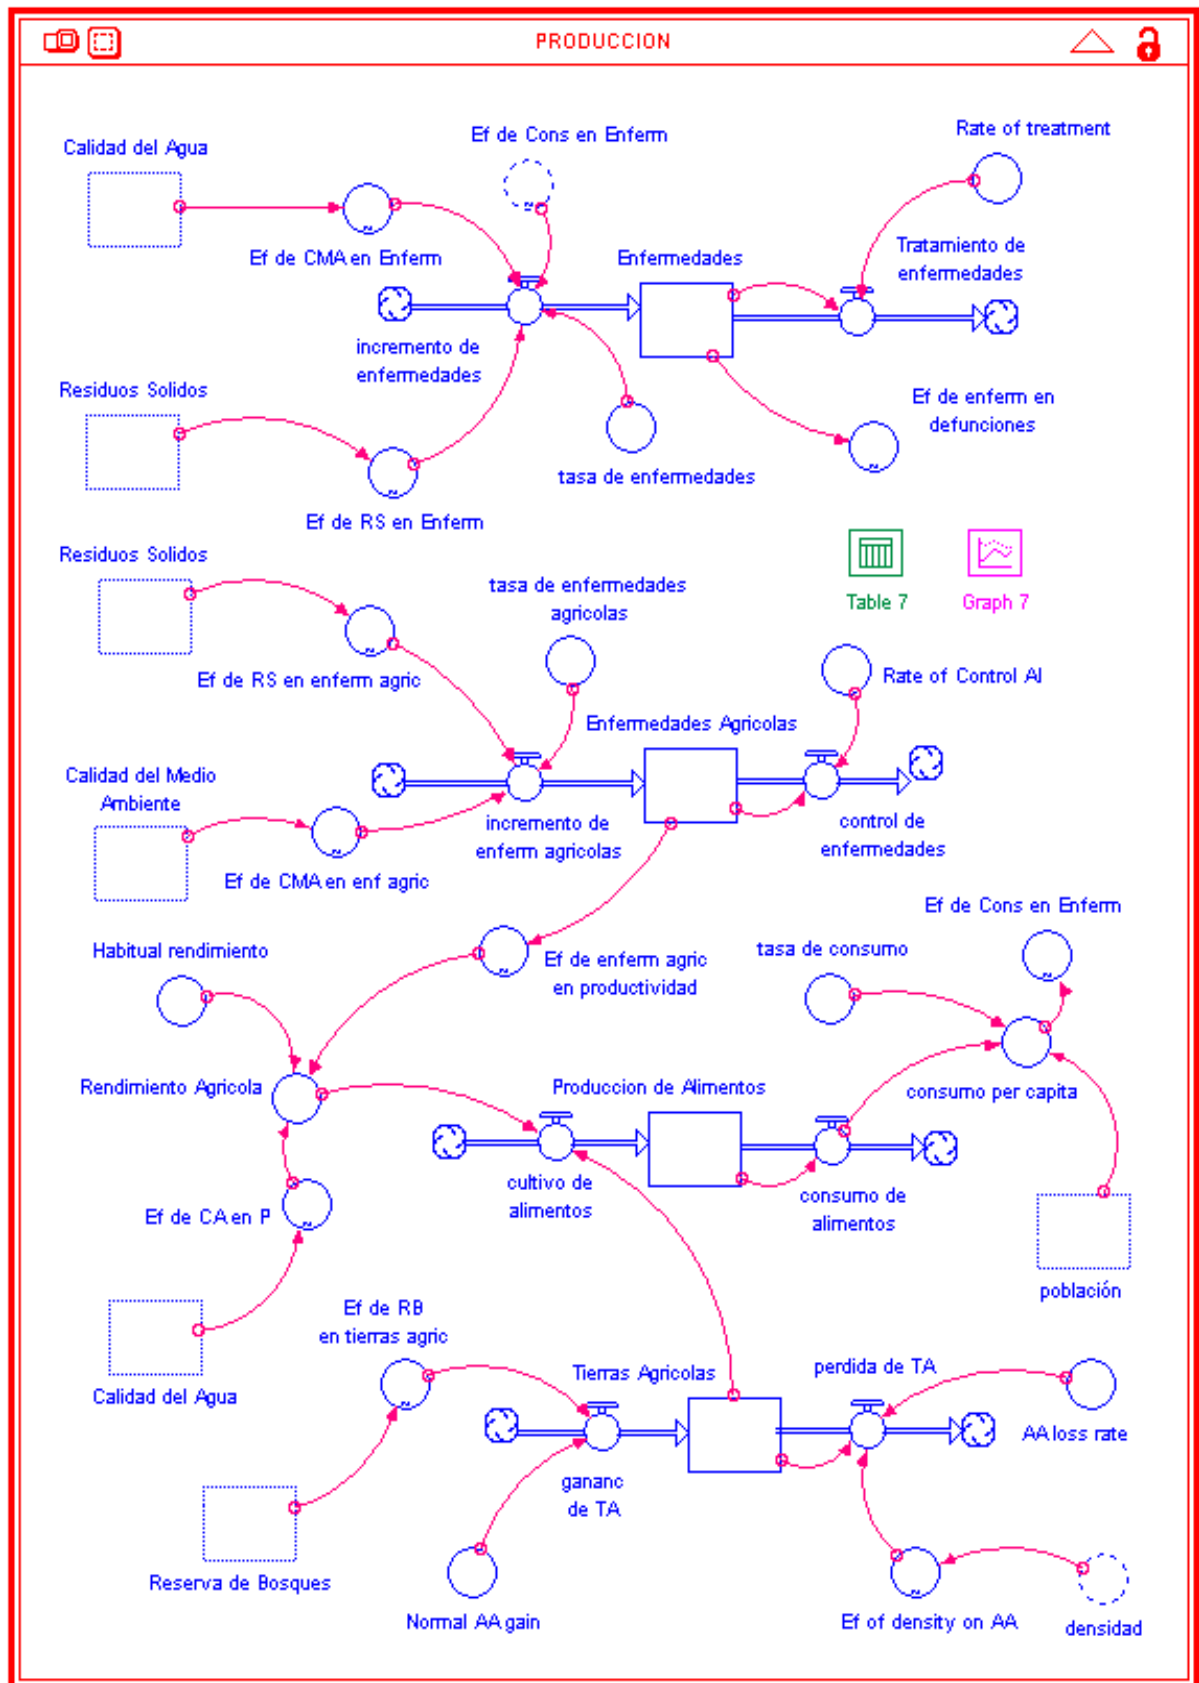 PRODUCCION
Ef de Cons en Enferm
Rate of treatment
Calidad del Agua
Ef de CMA en Enferm
Enfermedades
Tratamiento de
enfermedades
incremento de
enfermedades
Residuos Solidos
Ef de enferm en
defunciones
tasa de enfermedades
Ef de RS en Enferm
Residuos Solidos
tasa de enfermedades
agricolas
Table 7
Graph 7
Ef de RS en enferm agric
Rate of Control AI
Enfermedades Agricolas
Calidad del Medio
Ambiente
incremento de
enferm agricolas
control de
enfermedades
Ef de CMA en enf agric
Ef de Cons en Enferm
Habitual rendimiento
tasa de consumo
Ef de enferm agric
en productividad
Rendimiento Agricola
Produccion de Alimentos
consumo per capita
cultivo de
alimentos
consumo de
alimentos
Ef de CA en P
población
Ef de RB
en tierras agric
Calidad del Agua
Tierras Agricolas
perdida de TA
AA loss rate
gananc
de TA
Reserva de Bosques
Normal AA gain
Ef of density on AA
densidad